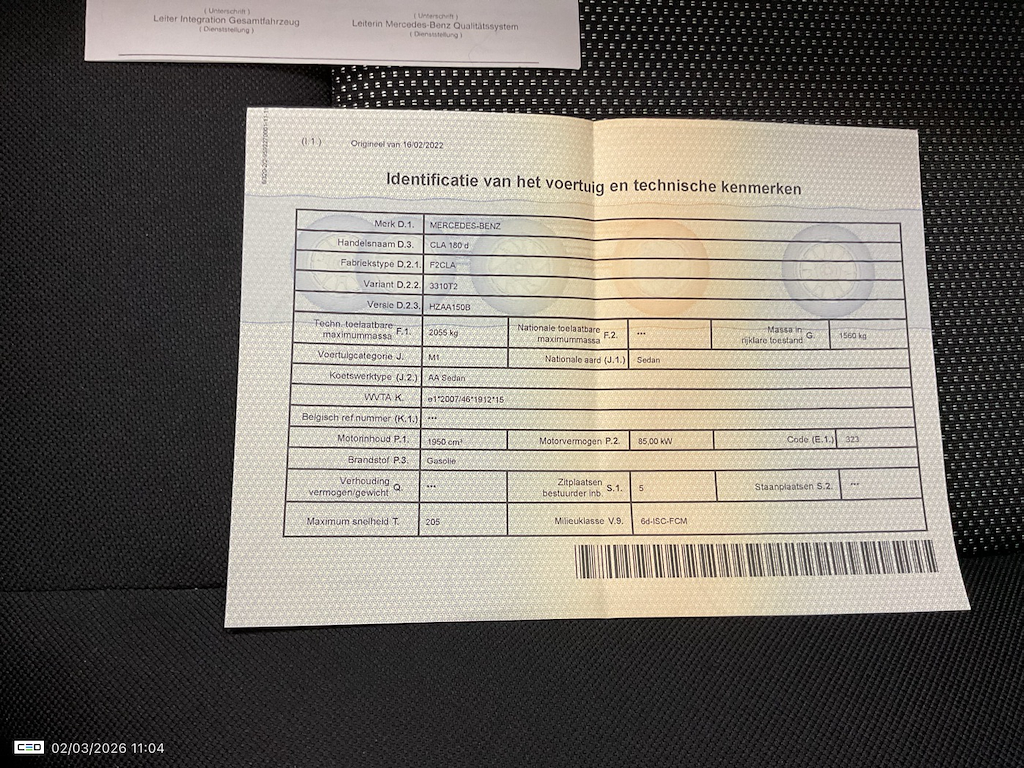 ( Unterschrift )
Leiter Integration Gesamtfahrzeug
( Dienststellung )
( Unterschrift )
Leiterin Mercedes-Benz Qualitätssystem
( Dienststellung )
(I.1.) Origineel van 16/02/2022
Identificatie van het voertuig en technische kenmerken
Merk D.1. MERCEDES-BENZ
Handelsnaam D.3. CLA 180 d
Fabriekstype D.2.1. F2CLA
Variant D.2.2. 3310T2
Versie D.2.3. HZAA150B
Techn. toelaatbare maximummassa F.1. 2055 kg Nationale toelaatbare maximummassa F.2. *** Massa in rijklare toestand G. 1560 kg
Voertuigcategorie J. M1 Nationale aard (J.1.) Sedan
Koetswerktype (J.2.) AA Sedan
WVTA K. e1*2007/46*1912*15
Belgisch ref.nummer (K.1.) ***
Motorinhoud P.1. 1950 cm³ Motorvermogen P.2. 85,00 kW Code (E.1.) 323
Brandstof P.3. Gasolie
Verhouding vermogen/gewicht Q. *** Zitplaatsen bestuurder inb. S.1. 5 Staanplaatsen S.2. ***
Maximum snelheid T. 205 Milieuklasse V.9. 6d-ISC-FCM
CEO 02/03/2026 11:04